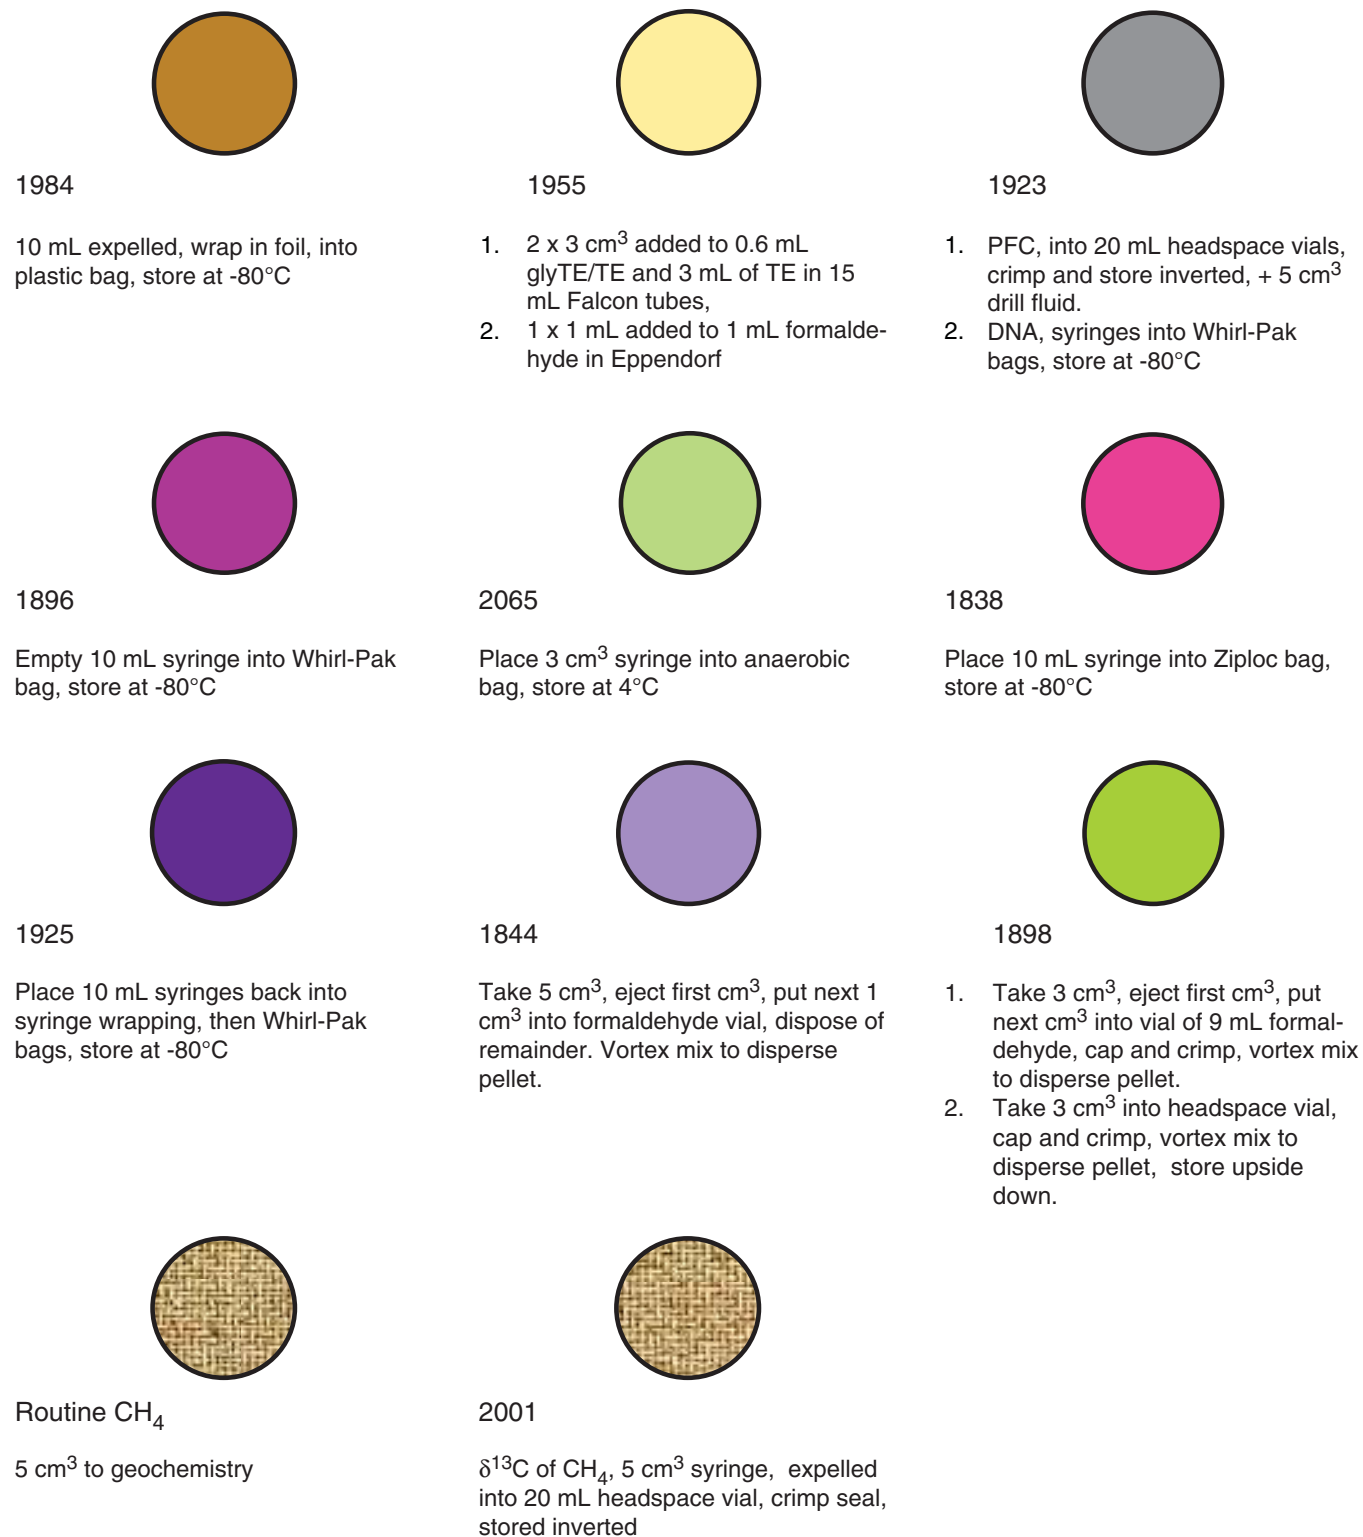 1984
10 mL expelled, wrap in foil, into
plastic bag, store at -80°C
1955
1. 2 x 3 cm³ added to 0.6 mL
glyTE/TE and 3 mL of TE in 15
mL Falcon tubes,
2. 1 x 1 mL added to 1 mL formalde-
hyde in Eppendorf
1923
1. PFC, into 20 mL headspace vials,
crimp and store inverted, + 5 cm³
drill fluid.
2. DNA, syringes into Whirl-Pak
bags, store at -80°C
1896
Empty 10 mL syringe into Whirl-Pak
bag, store at -80°C
2065
Place 3 cm³ syringe into anaerobic
bag, store at 4°C
1838
Place 10 mL syringe into Ziploc bag,
store at -80°C
1925
Place 10 mL syringes back into
syringe wrapping, then Whirl-Pak
bags, store at -80°C
1844
Take 5 cm³, eject first cm³, put next 1
cm³ into formaldehyde vial, dispose of
remainder. Vortex mix to disperse
pellet.
1898
1. Take 3 cm³, eject first cm³, put
next cm³ into vial of 9 mL formal-
dehyde, cap and crimp, vortex mix
to disperse pellet.
2. Take 3 cm³ into headspace vial,
cap and crimp, vortex mix to
disperse pellet, store upside
down.
Routine CH₄
5 cm³ to geochemistry
2001
δ¹³C of CH₄, 5 cm³ syringe, expelled
into 20 mL headspace vial, crimp seal,
stored inverted